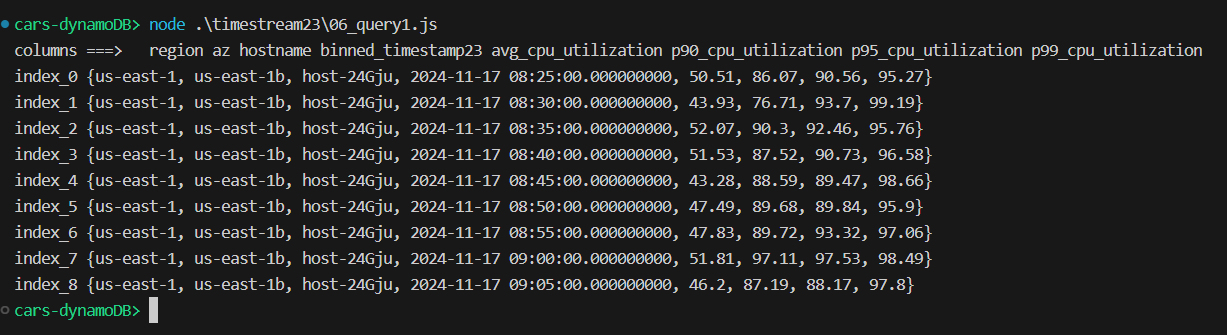 cars-dynamoDB> node .\timestream23\06_query1.js
columns ===>   region az hostname binned_timestamp23 avg_cpu_utilization p90_cpu_utilization p95_cpu_utilization p99_cpu_utilization
index_0 {us-east-1, us-east-1b, host-24Gju, 2024-11-17 08:25:00.000000000, 50.51, 86.07, 90.56, 95.27}
index_1 {us-east-1, us-east-1b, host-24Gju, 2024-11-17 08:30:00.000000000, 43.93, 76.71, 93.7, 99.19}
index_2 {us-east-1, us-east-1b, host-24Gju, 2024-11-17 08:35:00.000000000, 52.07, 90.3, 92.46, 95.76}
index_3 {us-east-1, us-east-1b, host-24Gju, 2024-11-17 08:40:00.000000000, 51.53, 87.52, 90.73, 96.58}
index_4 {us-east-1, us-east-1b, host-24Gju, 2024-11-17 08:45:00.000000000, 43.28, 88.59, 89.47, 98.66}
index_5 {us-east-1, us-east-1b, host-24Gju, 2024-11-17 08:50:00.000000000, 47.49, 89.68, 89.84, 95.9}
index_6 {us-east-1, us-east-1b, host-24Gju, 2024-11-17 08:55:00.000000000, 47.83, 89.72, 93.32, 97.06}
index_7 {us-east-1, us-east-1b, host-24Gju, 2024-11-17 09:00:00.000000000, 51.81, 97.11, 97.53, 98.49}
index_8 {us-east-1, us-east-1b, host-24Gju, 2024-11-17 09:05:00.000000000, 46.2, 87.19, 88.17, 97.8}
cars-dynamoDB>